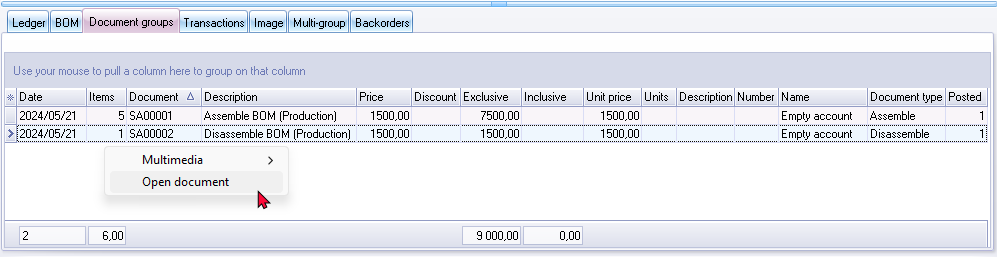 Ledger BOM Document groups Transactions Image Multi-group Backorders
Use your mouse to pull a column here to group on that column
Date Items Document Description Price Discount Exclusive Inclusive Unit price Units Description Number Name Document type Posted
2024/05/21 5 SA00001 Assemble BOM (Production) 1500,00 7500,00 1500,00 Empty account Assemble 1
2024/05/21 1 SA00002 Disassemble BOM (Production) 1500,00 1500,00 1500,00 Empty account Disassemble 1
Multimedia
Open document
2 6,00 9 000,00 0,00